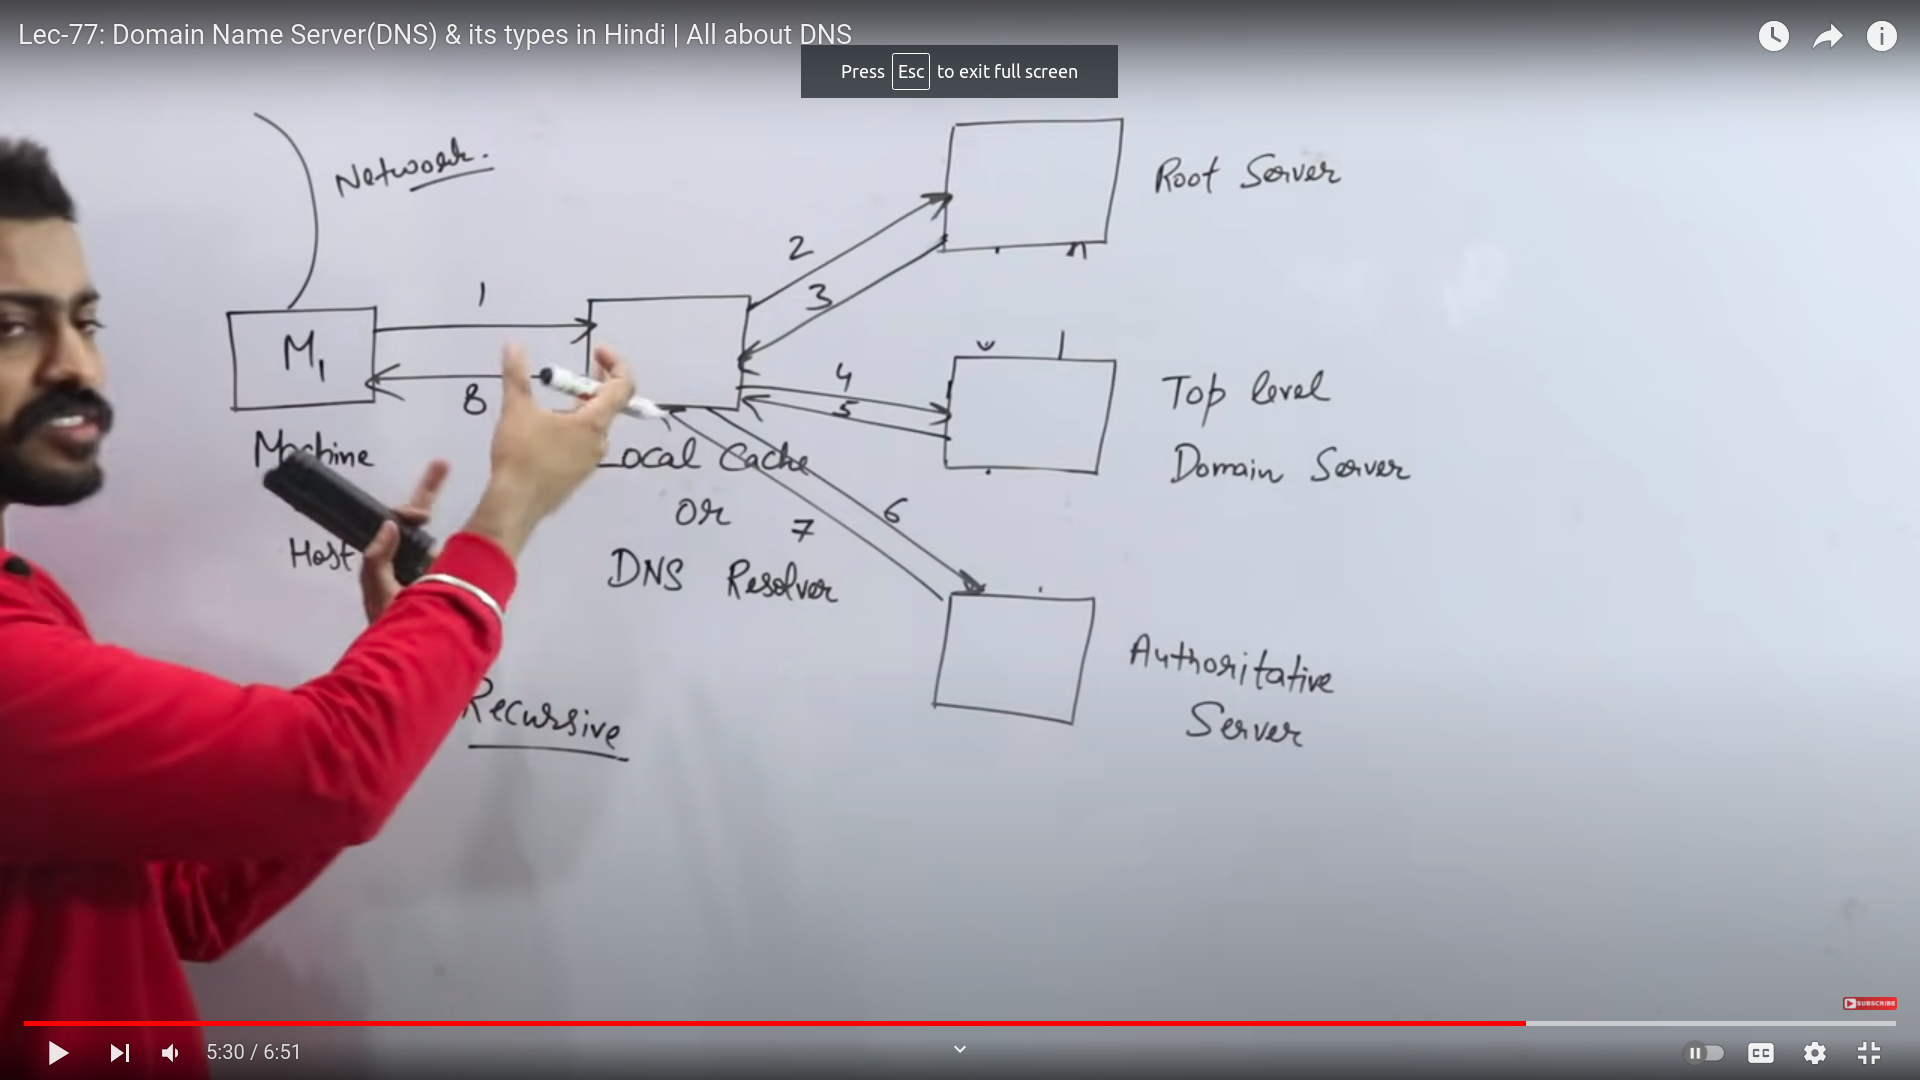 Lec-77: Domain Name Server(DNS) & its types in Hindi | All about DNS
Press Esc to exit full screen
Network.
Root Server
2
3
1
M1
8
4
5
Top level
Domain Server
Machine
Host
Local Cache
or
DNS Resolver
6
7
Authoritative
Server
Recursive
SUBSCRIBE
5:30 / 6:51
CC